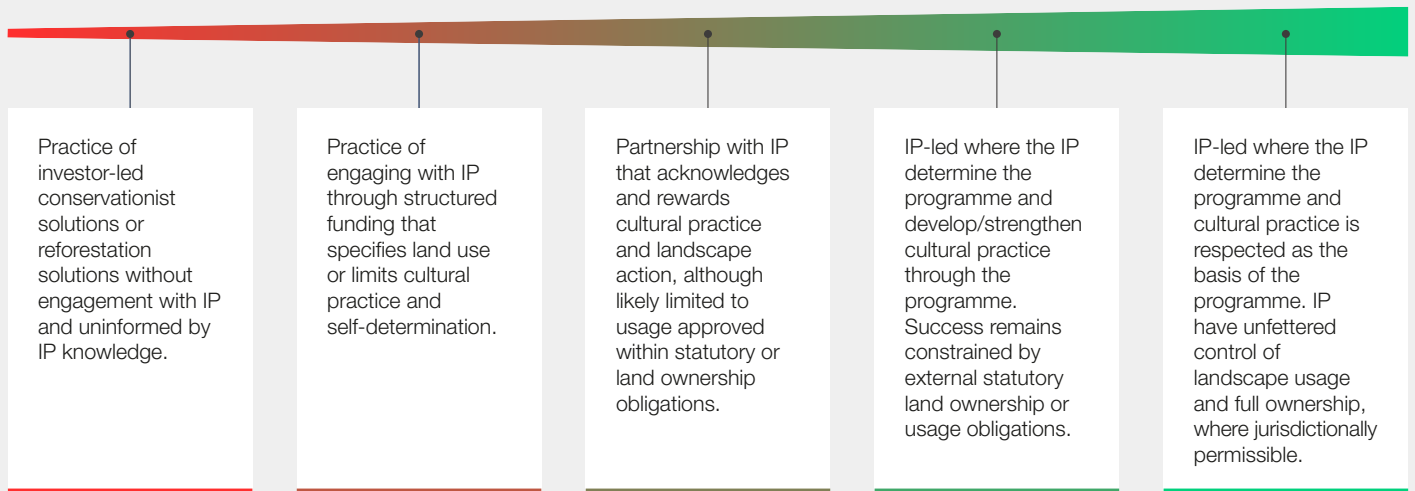 Practice of
investor-led
conservationist
solutions or
reforestation
solutions without
engagement with IP
and uninformed by
IP knowledge.
Practice of
engaging with IP
through structured
funding that
specifies land use
or limits cultural
practice and
self-determination.
Partnership with IP
that acknowledges
and rewards
cultural practice
and landscape
action, although
likely limited to
usage approved
within statutory or
land ownership
obligations.
IP-led where the IP
determine the
programme and
develop/strengthen
cultural practice
through the
programme.
Success remains
constrained by
external statutory
land ownership or
usage obligations.
IP-led where the IP
determine the
programme and
cultural practice is
respected as the
basis of the
programme. IP
have unfettered
control of
landscape usage
and full ownership,
where jurisdictionally
permissible.